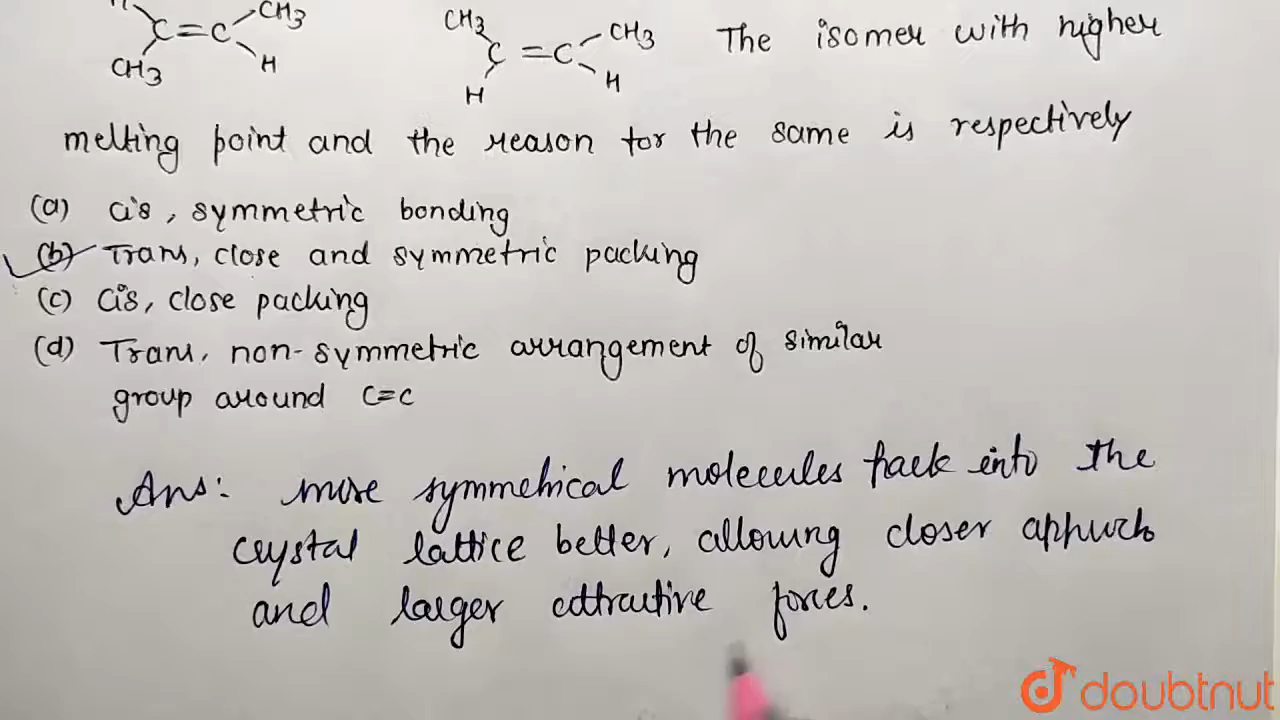 CH3 CH3
C=C C=C CH3 The isomer with higher
CH3 H H H
melting point and the reason for the same is respectively
(a) cis, symmetric bonding
(b) Trans, close and symmetric packing
(c) Cis, close packing
(d) Trans, non-symmetric arrangement of similar
group around C=C
Ans: more symmetrical molecules pack into the
crystal lattice better, allowing closer approach
and larger attractive forces.
doubtnut